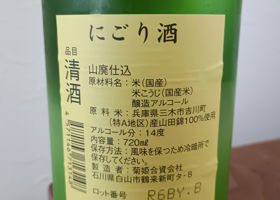 にごり酒
品目
清酒
山廃仕込
原材料名：米（国産）
米こうじ（国産米）
醸造アルコール
原料米：兵庫県三木市吉川町
（特A地区）産山田錦100％使用
アルコール分：14度
内容量：720㎖
保存方法：風味を保つため冷暗所で
保存してください。
製造者：菊姫合資会社
石川県白山市鶴来新町タ-8
ロット番号 R6BY.B